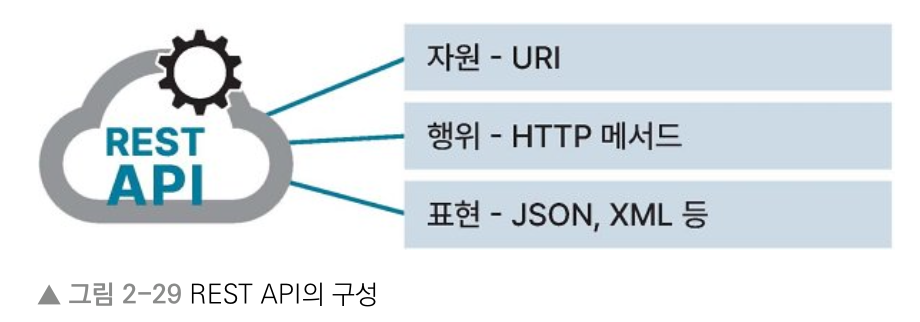 REST
API
자원 - URI
행위 - HTTP 메서드
표현 - JSON, XML 등
▲ 그림 2-29 REST API의 구성